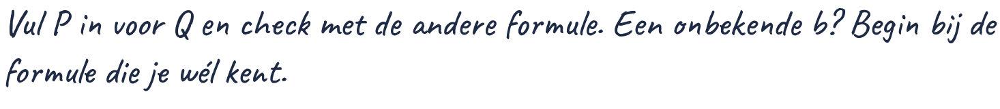 Vul P in voor Q en check met de andere formule. Een onbekende b? Begin bij de
formule die je wél kent.